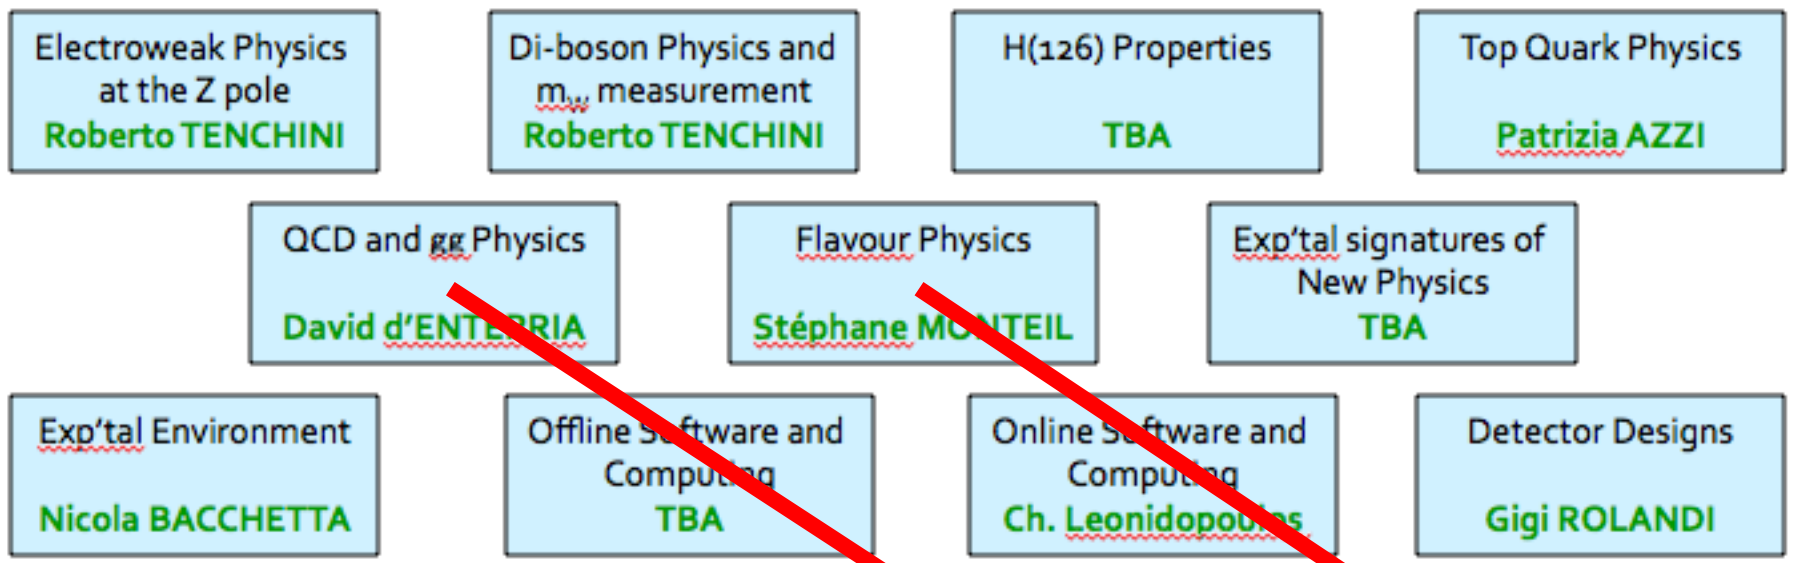 Electroweak Physics
at the Z pole
Roberto TENCHINI
Di-boson Physics and
mW measurement
Roberto TENCHINI
H(126) Properties
TBA
Top Quark Physics
Patrizia AZZI
QCD and gg Physics
David d'ENTERRIA
Flavour Physics
Stéphane MONTEIL
Exp'tal signatures of
New Physics
TBA
Exp'tal Environment
Nicola BACCHETTA
Offline Software and
Computing
TBA
Online Software and
Computing
Ch. Leonidopoulos
Detector Designs
Gigi ROLANDI